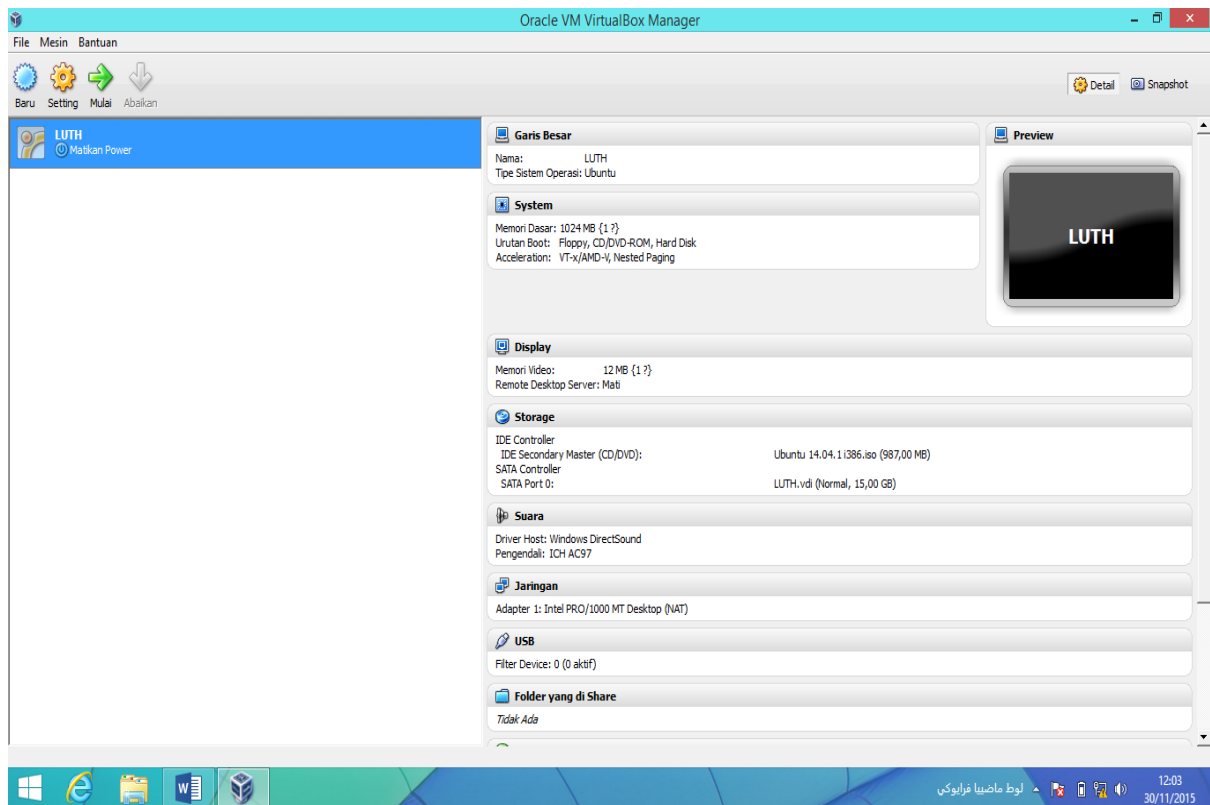 Oracle VM VirtualBox Manager
File Mesin Bantuan
Baru Setting Mulai Abaikan
Detail Snapshot
LUTH
Matikan Power
Garis Besar
Nama: LUTH
Tipe Sistem Operasi: Ubuntu
Preview
LUTH
System
Memori Dasar: 1024 MB {1 ?}
Urutan Boot: Floppy, CD/DVD-ROM, Hard Disk
Acceleration: VT-x/AMD-V, Nested Paging
Display
Memori Video: 12 MB {1 ?}
Remote Desktop Server: Mati
Storage
IDE Controller
IDE Secondary Master (CD/DVD): Ubuntu 14.04.1 i386.iso (987,00 MB)
SATA Controller
SATA Port 0: LUTH.vdi (Normal, 15,00 GB)
Suara
Driver Host: Windows DirectSound
Pengendali: ICH AC97
Jaringan
Adapter 1: Intel PRO/1000 MT Desktop (NAT)
USB
Filter Device: 0 (0 aktif)
Folder yang di Share
Tidak Ada
لوط ماضييا
12:03
30/11/2015